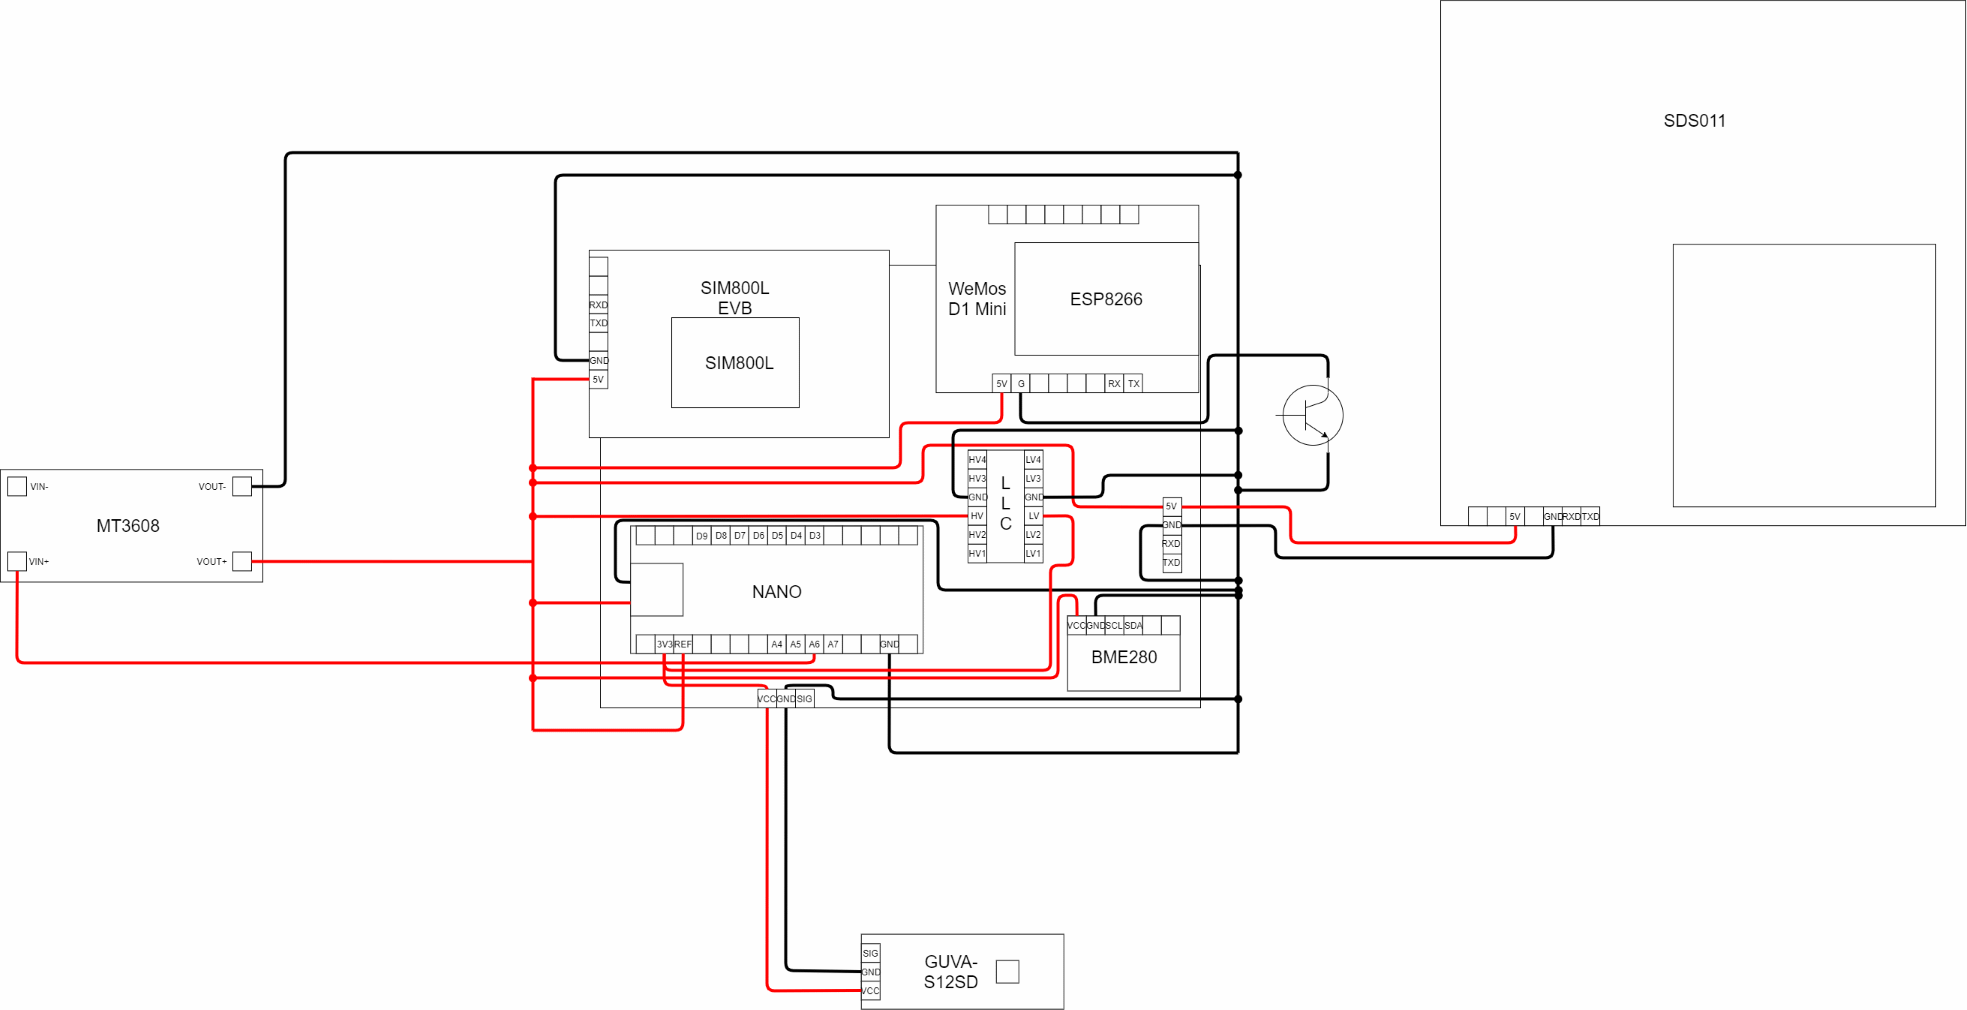 SDS011
5V
GND
RXD
TXD
SIM800L
EVB
SIM800L
RXD
TXD
GND
5V
WeMos
D1 Mini
ESP8266
5V
G
RX
TX
MT3608
VIN-
VOUT-
VIN+
VOUT+
HV4
HV3
GND
HV
HV2
HV1
L
L
C
LV4
LV3
GND
LV
LV2
LV1
5V
GND
RXD
TXD
D9 D8 D7 D6 D5 D4 D3
NANO
3V3 REF A4 A5 A6 A7 GND
VCC GND SCL SDA
BME280
VCC GND SIG
SIG
GND
VCC
GUVA-
S12SD